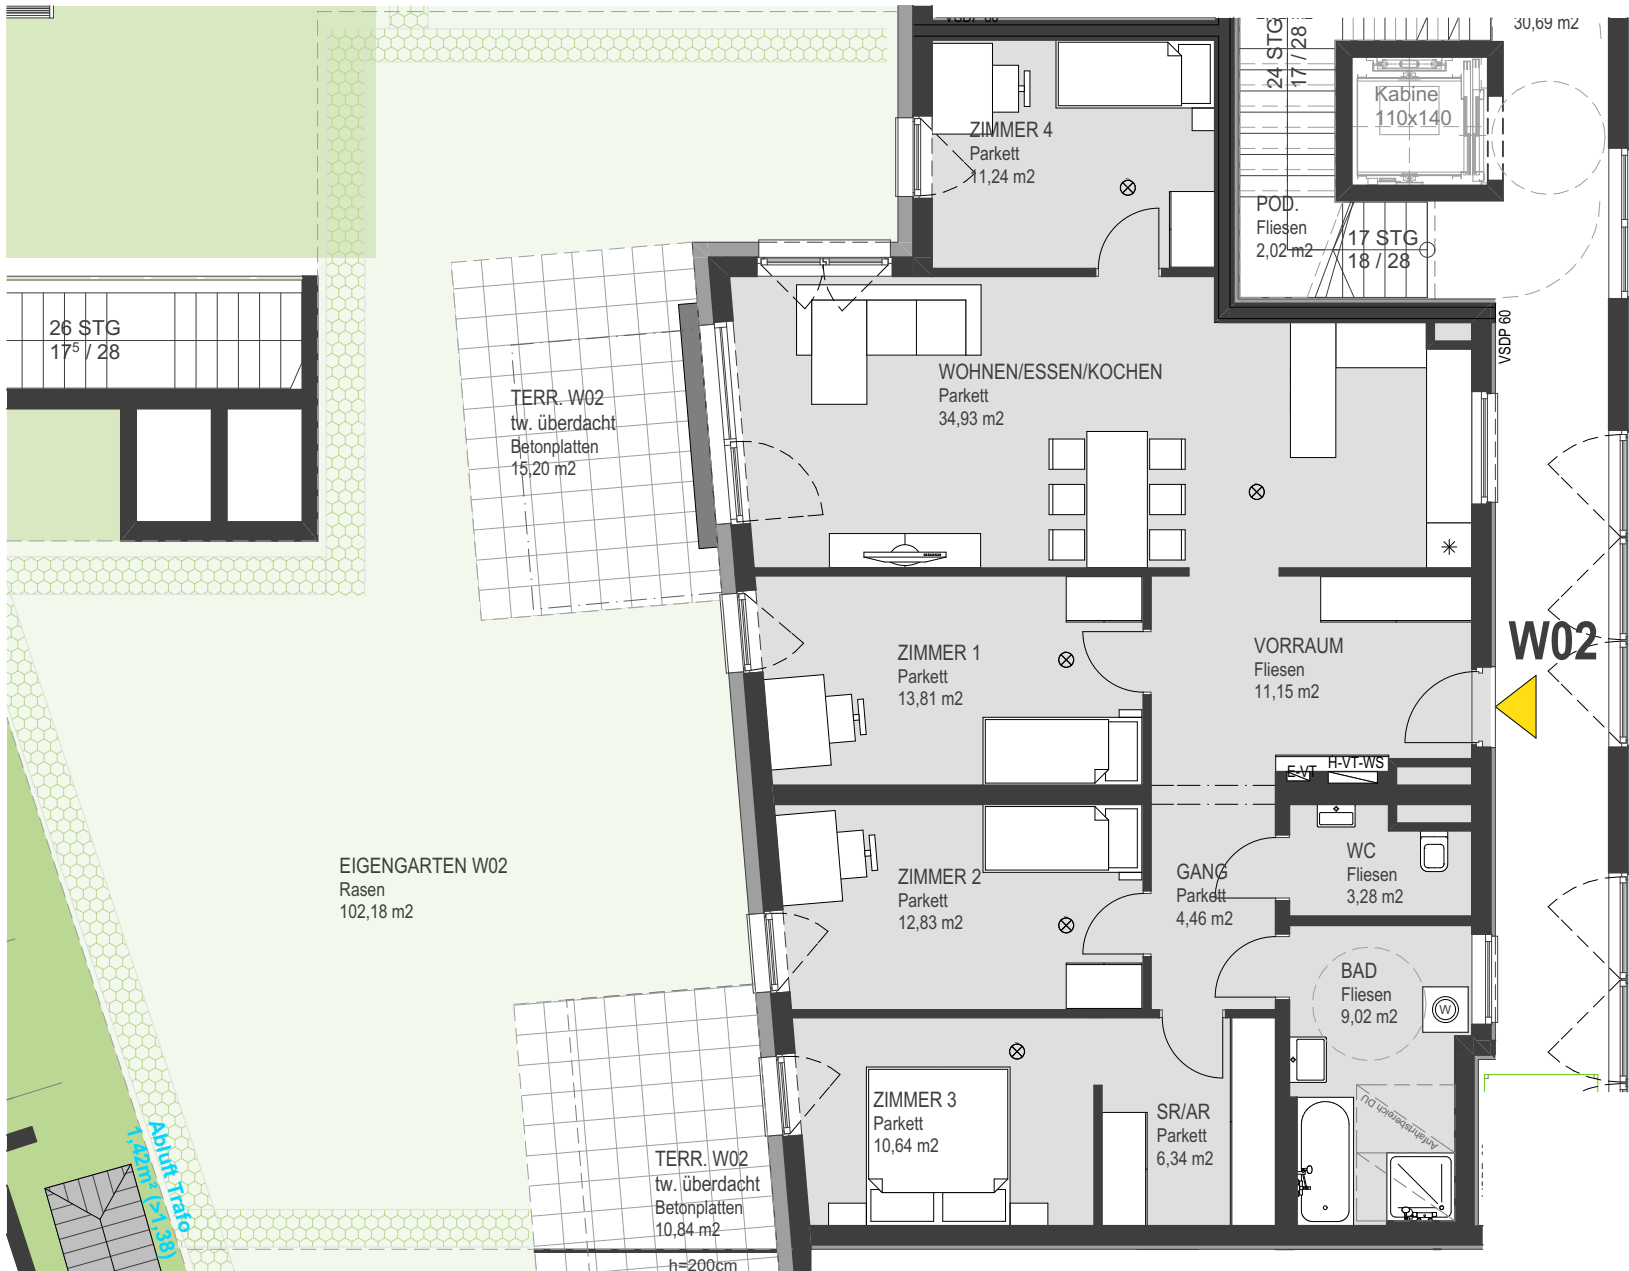 30,69 m2
24 STG
17 / 28
Kabine
110x140
ZIMMER 4
Parkett
11,24 m2
POD.
Fliesen
2,02 m2
17 STG
18 / 28
26 STG
17⁵ / 28
VSDP 60
WOHNEN/ESSEN/KOCHEN
Parkett
34,93 m2
TERR. W02
tw. überdacht
Betonplatten
15,20 m2
ZIMMER 1
Parkett
13,81 m2
VORRAUM
Fliesen
11,15 m2
W02
E-VT
H-VT-WS
EIGENGARTEN W02
Rasen
102,18 m2
ZIMMER 2
Parkett
12,83 m2
GANG
Parkett
4,46 m2
WC
Fliesen
3,28 m2
BAD
Fliesen
9,02 m2
W
ZIMMER 3
Parkett
10,64 m2
SR/AR
Parkett
6,34 m2
Anfahrtsbereich DU
Abluft Trafo
1,42m² (>1,38)
TERR. W02
tw. überdacht
Betonplatten
10,84 m2
h=200cm